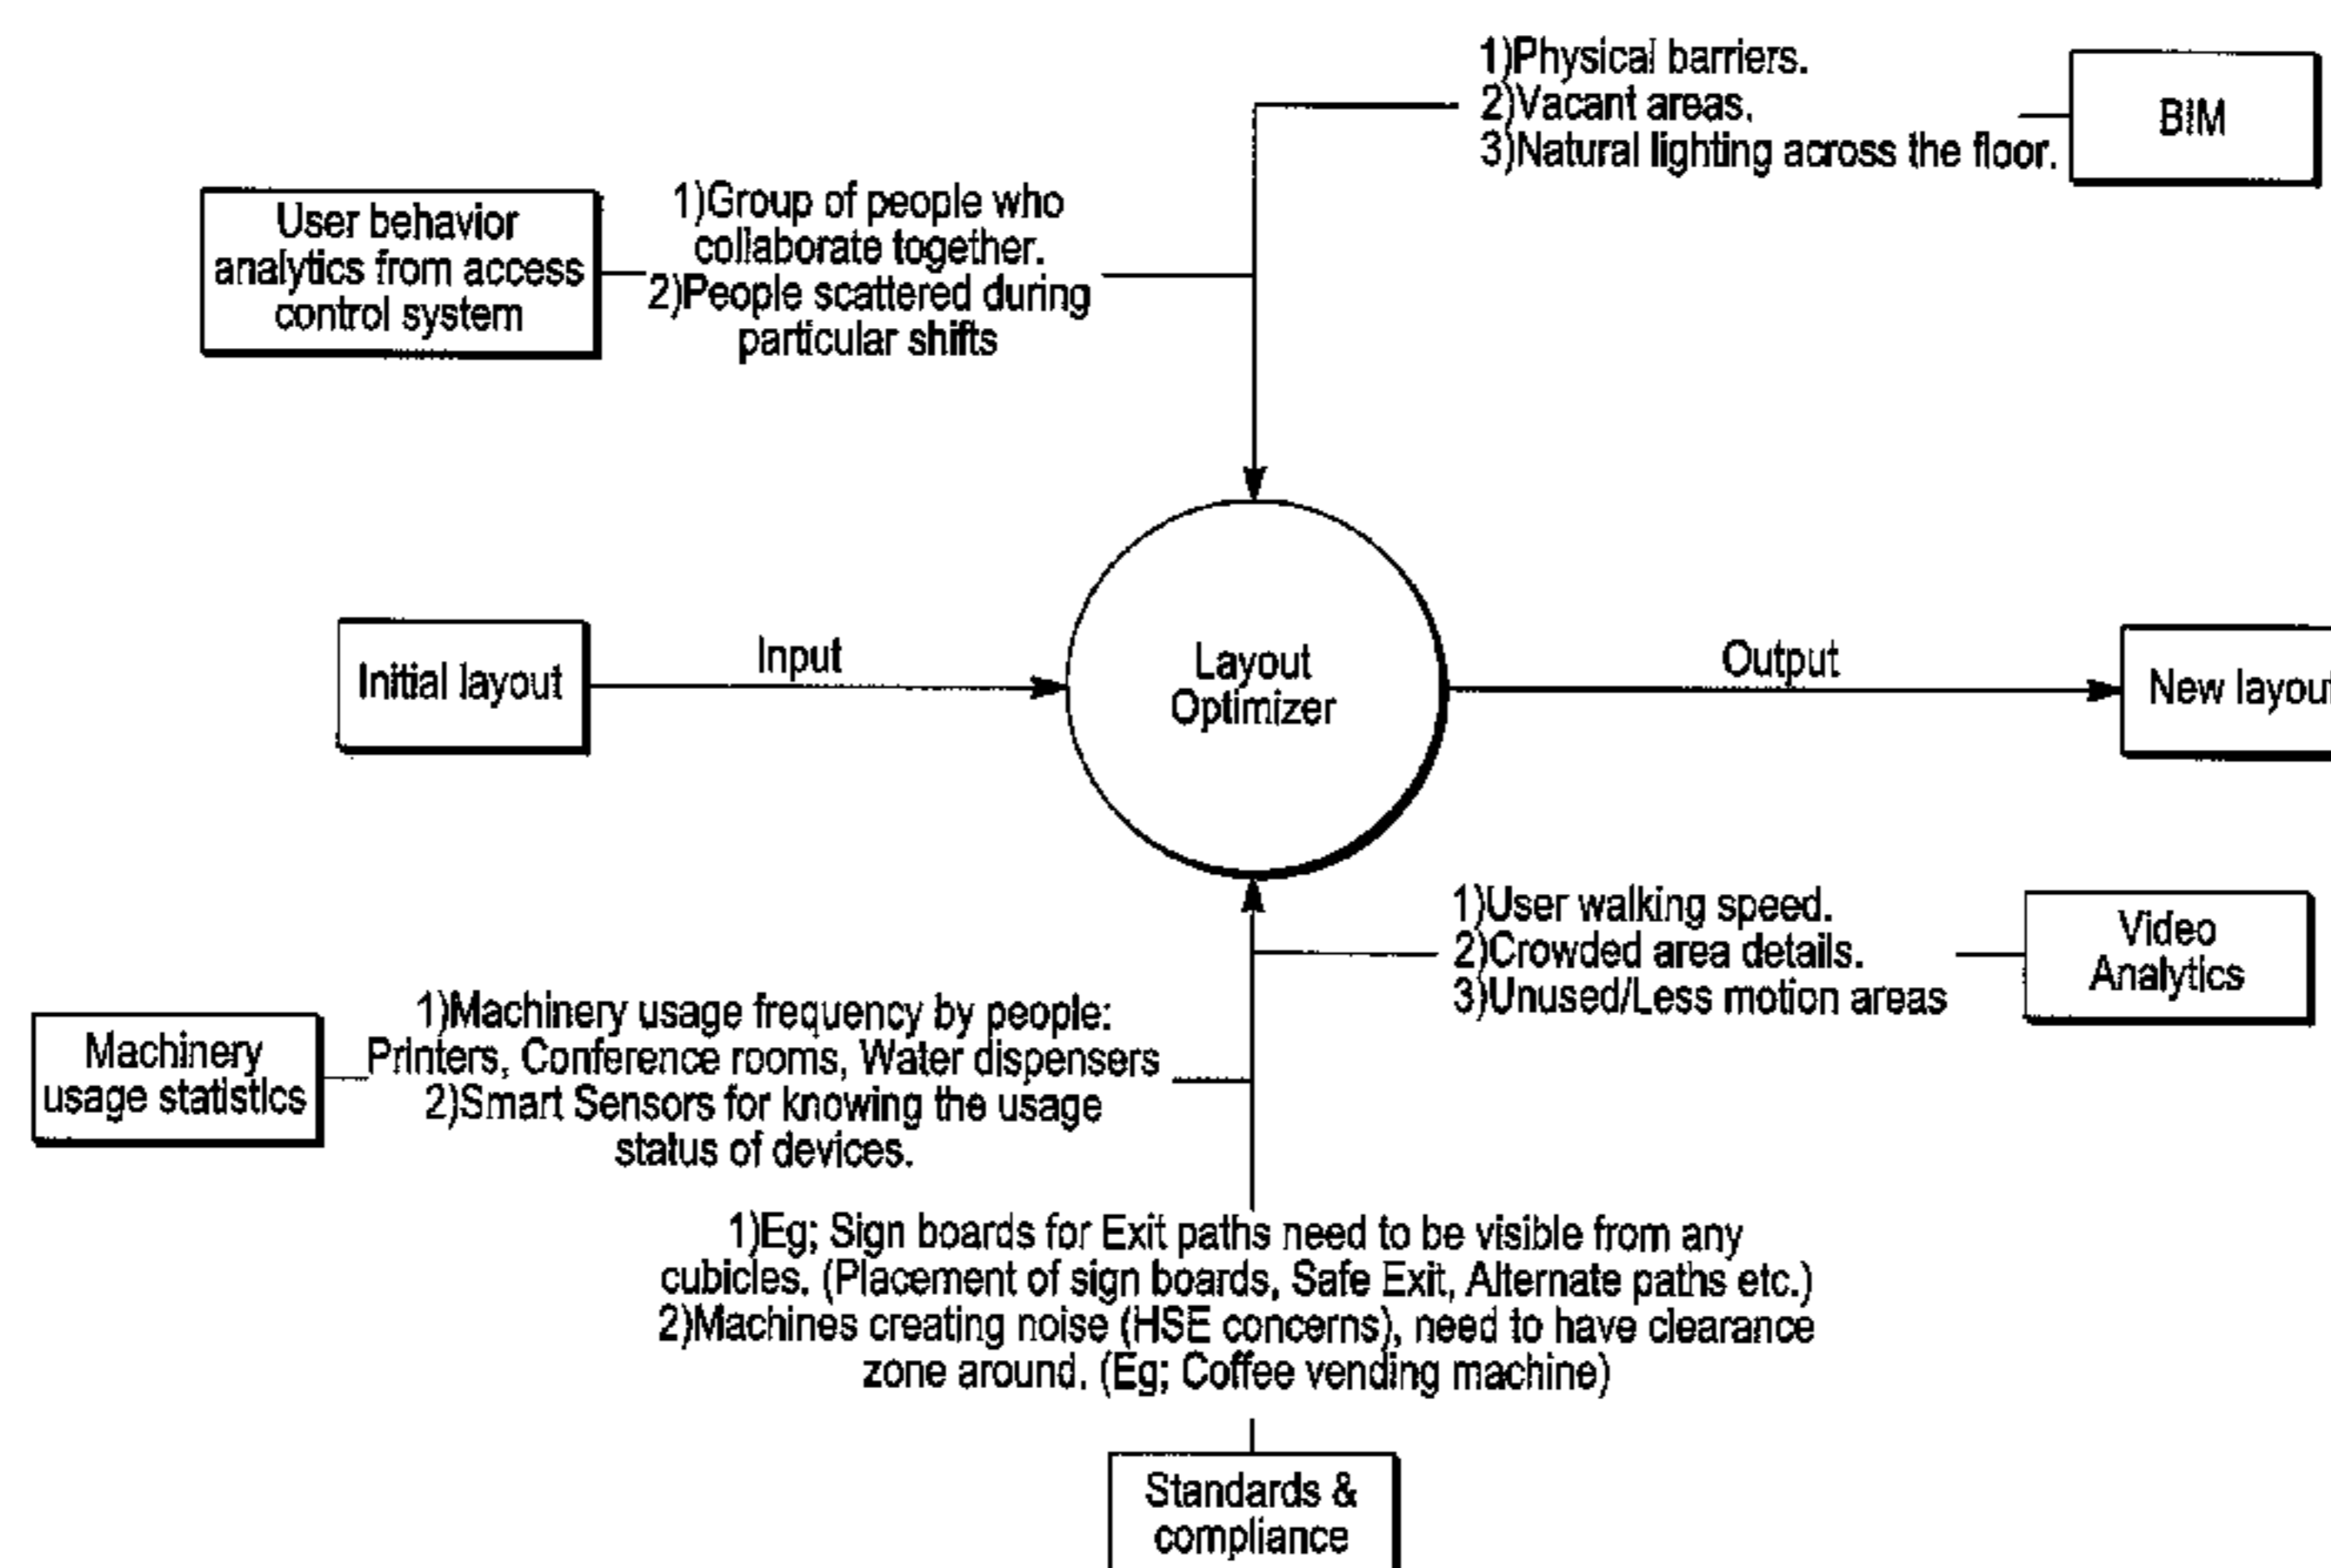 1)Physical barriers.
2)Vacant areas.
3)Natural lighting across the floor.
BIM
User behavior
analytics from access
control system
1)Group of people who
collaborate together.
2)People scattered during
particular shifts
Initial layout
Input
Layout
Optimizer
Output
New layout
1)User walking speed.
2)Crowded area details.
3)Unused/Less motion areas
Video
Analytics
Machinery
usage statistics
1)Machinery usage frequency by people:
Printers, Conference rooms, Water dispensers
2)Smart Sensors for knowing the usage
status of devices.
1)Eg; Sign boards for Exit paths need to be visible from any
cubicles. (Placement of sign boards, Safe Exit, Alternate paths etc.)
2)Machines creating noise (HSE concerns), need to have clearance
zone around. (Eg; Coffee vending machine)
Standards &
compliance